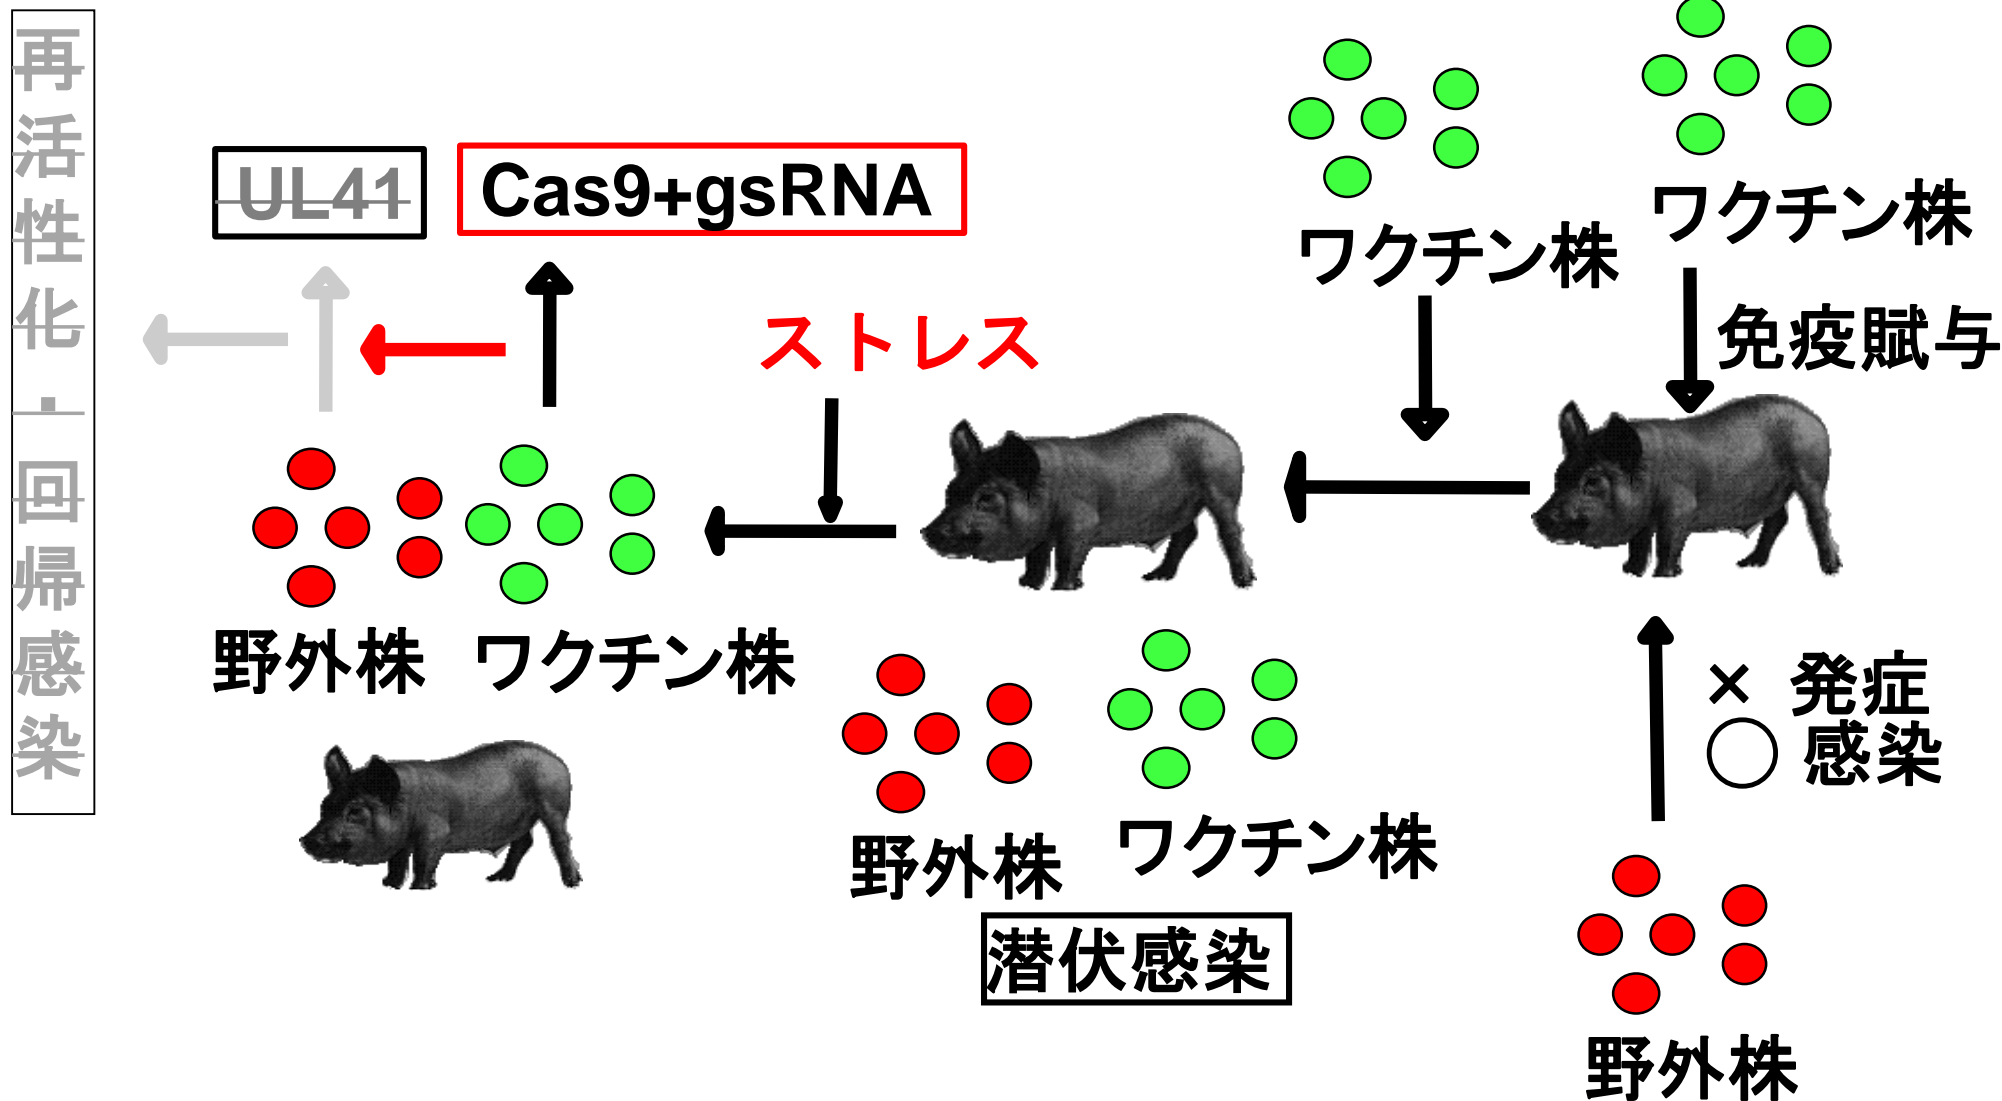 再活性化・回帰感染
UL41
Cas9+gsRNA
ワクチン株
ワクチン株
免疫賦与
ストレス
野外株
ワクチン株
× 発症
○ 感染
野外株
ワクチン株
潜伏感染
野外株